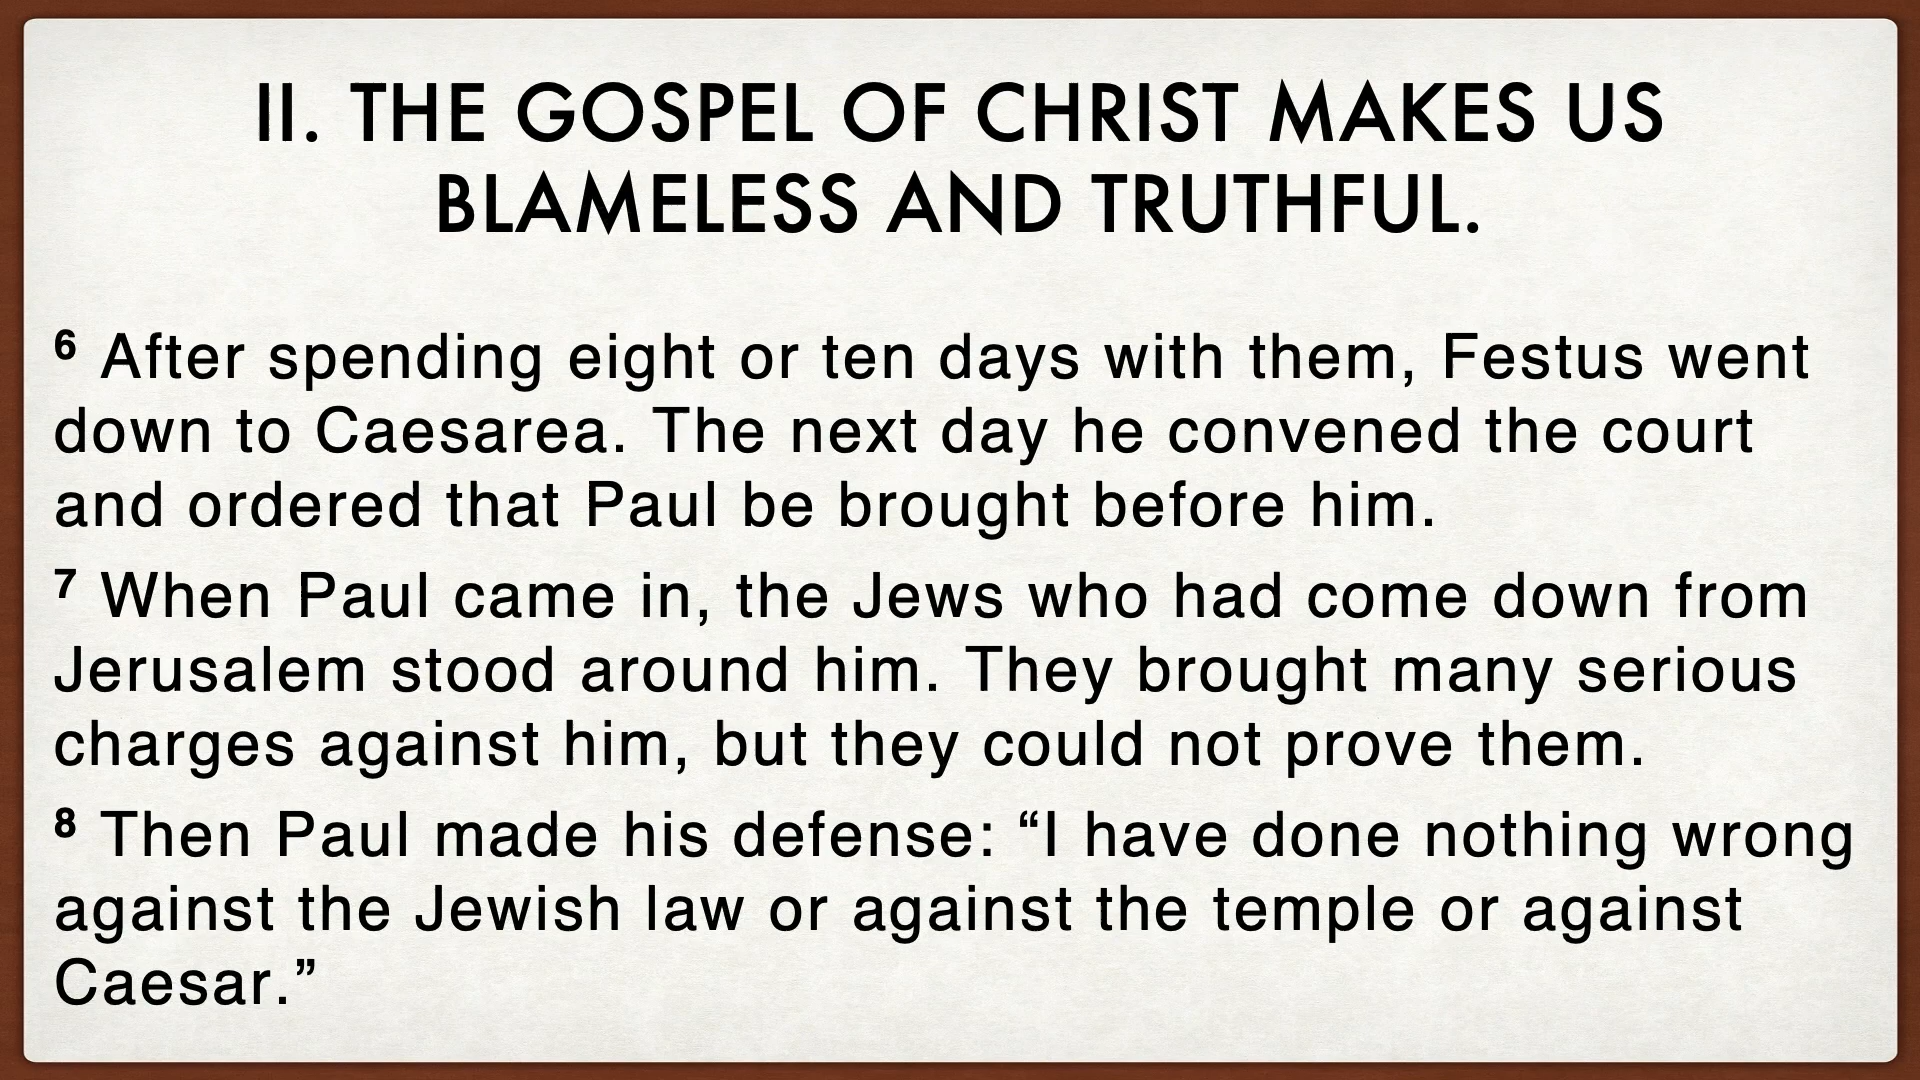 II. THE GOSPEL OF CHRIST MAKES US
BLAMELESS AND TRUTHFUL.
6 After spending eight or ten days with them, Festus went
down to Caesarea. The next day he convened the court
and ordered that Paul be brought before him.
7 When Paul came in, the Jews who had come down from
Jerusalem stood around him. They brought many serious
charges against him, but they could not prove them.
8 Then Paul made his defense: “I have done nothing wrong
against the Jewish law or against the temple or against
Caesar.”